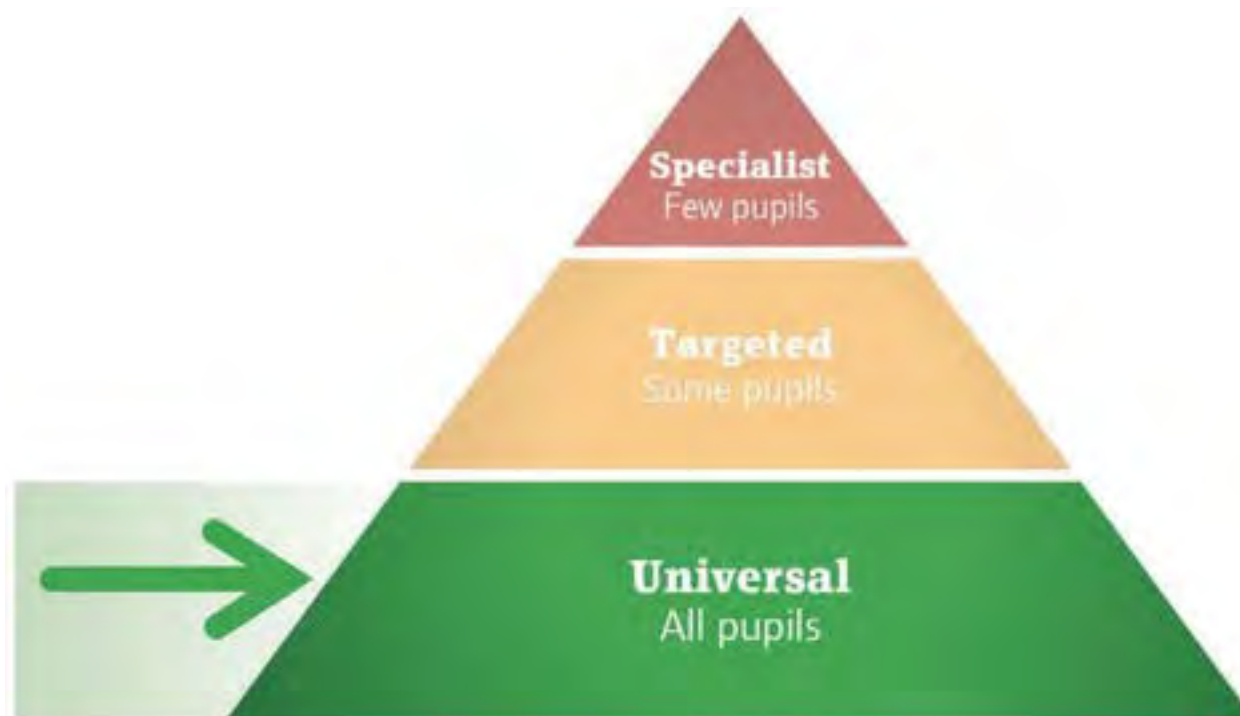 Specialist
Few pupils
Targeted
Some pupils
Universal
All pupils